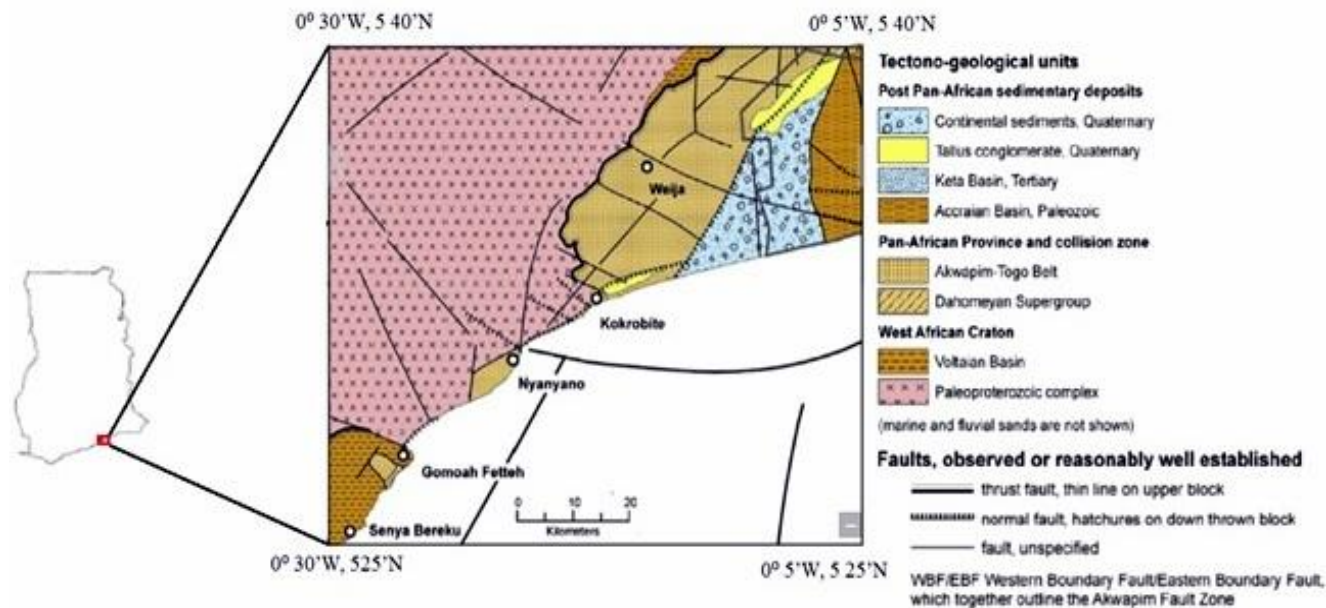 0⁰ 30'W, 5 40'N
0⁰ 5'W, 5 40'N
Weija
Kokrobite
Nyanyano
Gomoah Fetteh
Senya Bereku
0 10 20
Kilometers
0⁰ 30'W, 525'N
0⁰ 5'W, 5 25'N
Tectono-geological units
Post Pan-African sedimentary deposits
Continental sediments, Quaternary
Tallus conglomerate, Quaternary
Keta Basin, Tertiary
Accraian Basin, Paleozoic
Pan-African Province and collision zone
Akwapim-Togo Belt
Dahomeyan Supergroup
West African Craton
Voltaian Basin
Paleoproterozoic complex
(marine and fluvial sands are not shown)
Faults, observed or reasonably well established
thrust fault, thin line on upper block
normal fault, hatchures on down thrown block
fault, unspecified
WBF/EBF Western Boundary Fault/Eastern Boundary Fault,
which together outline the Akwapim Fault Zone